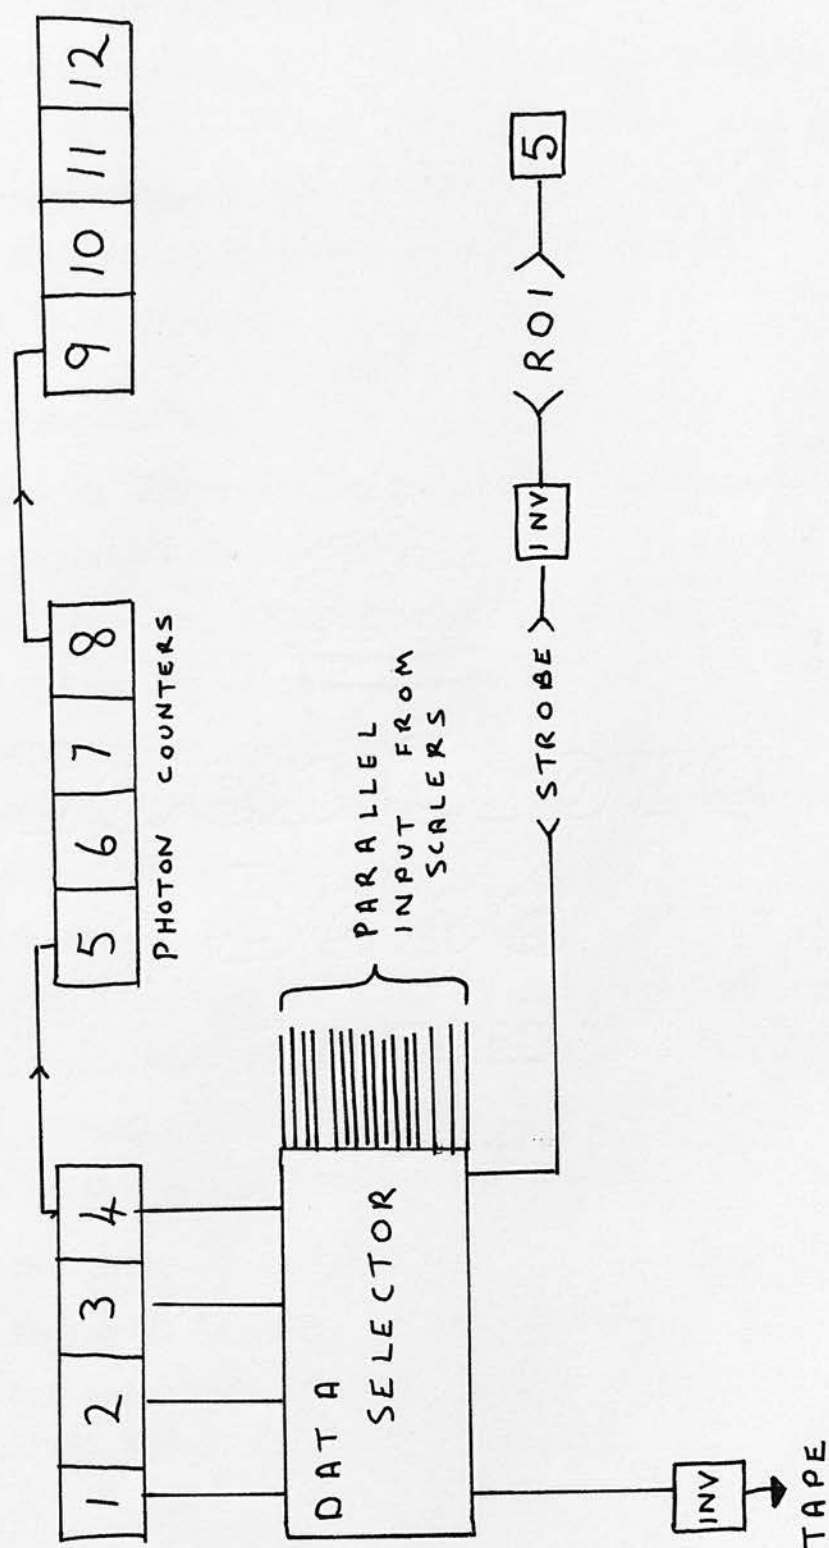 1 2 3 4
5 6 7 8
9 10 11 12
PHOTON COUNTERS
DATA
SELECTOR
PARALLEL
INPUT FROM
SCALERS
STROBE
INV
ROI
5
INV
TAPE